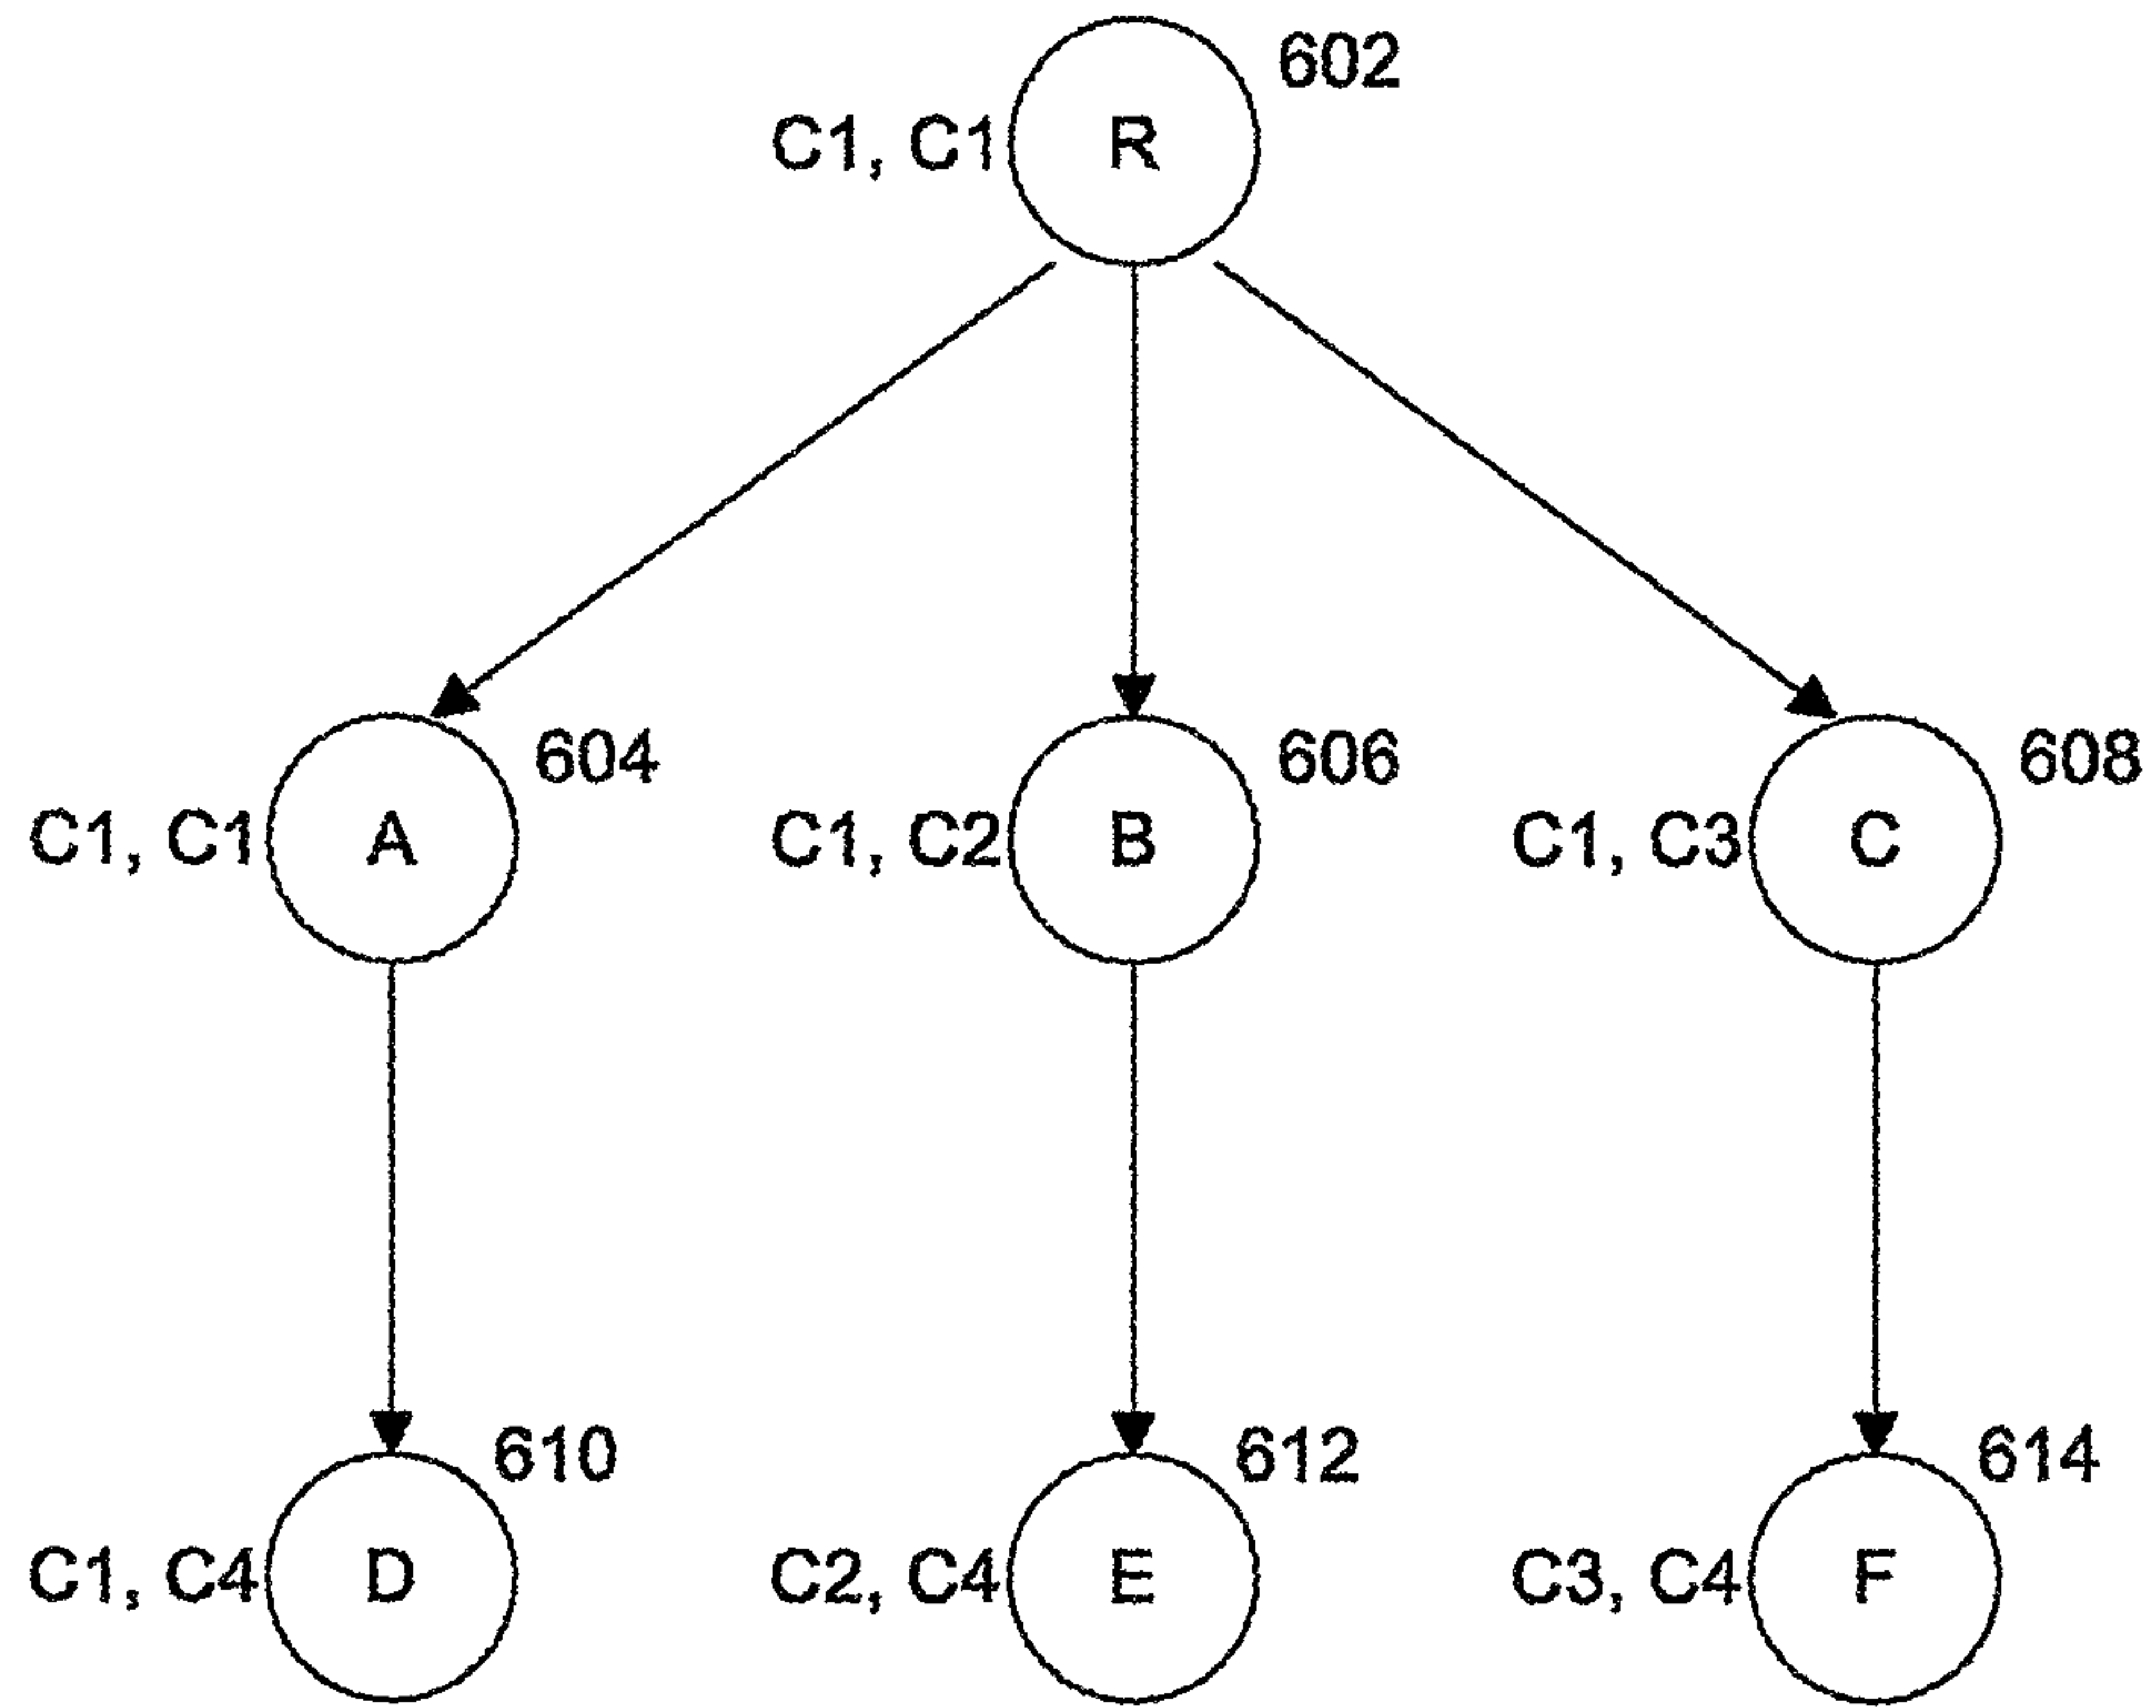 602
C1, C1 R
604 606 608
C1, C1 A C1, C2 B C1, C3 C
610 612 614
C1, C4 D C2, C4 E C3, C4 F